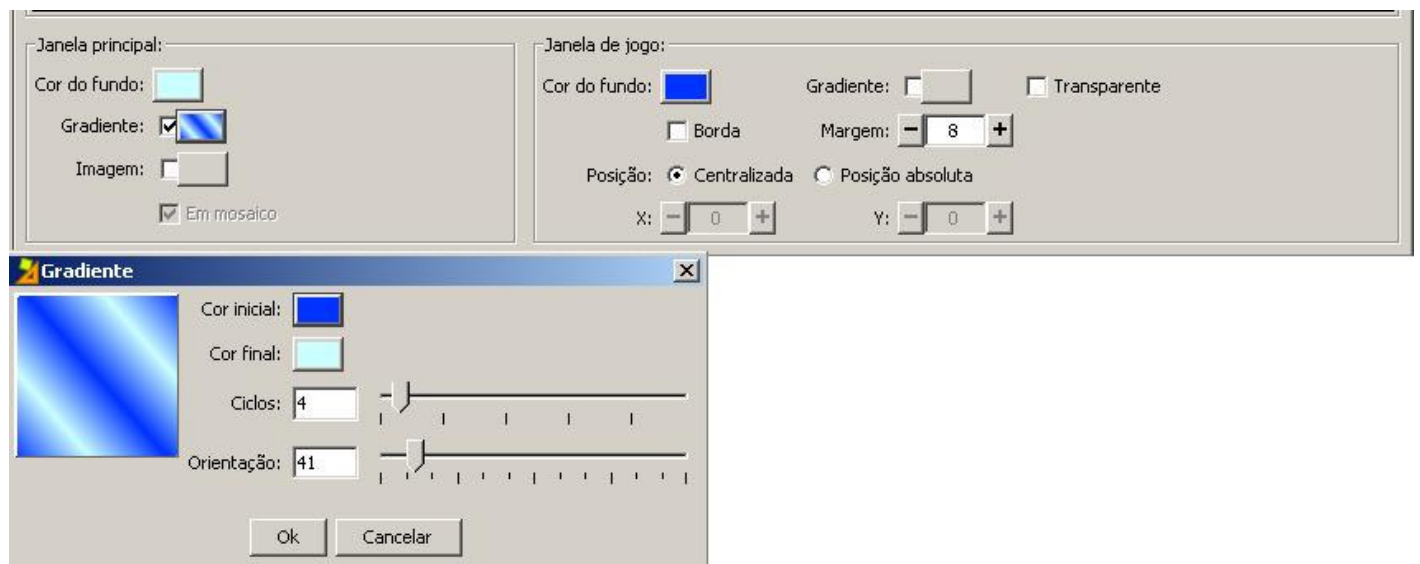 Janela principal:
Cor do fundo:
Gradiente:
Imagem:
Em mosaico
Janela de jogo:
Cor do fundo: Gradiente: Transparente
Borda Margem: - 8 +
Posição: Centralizada Posição absoluta
X: - 0 + Y: - 0 +
Gradiente
Cor inicial:
Cor final:
Ciclos: 4
Orientação: 41
Ok Cancelar